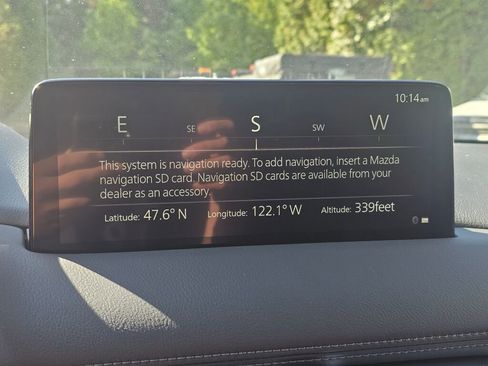 10:14am
E SE S SW W
This system is navigation ready. To add navigation, insert a Mazda
navigation SD card. Navigation SD cards are available from your
dealer as an accessory.
Latitude: 47.6° N Longitude: 122.1° W Altitude: 339feet